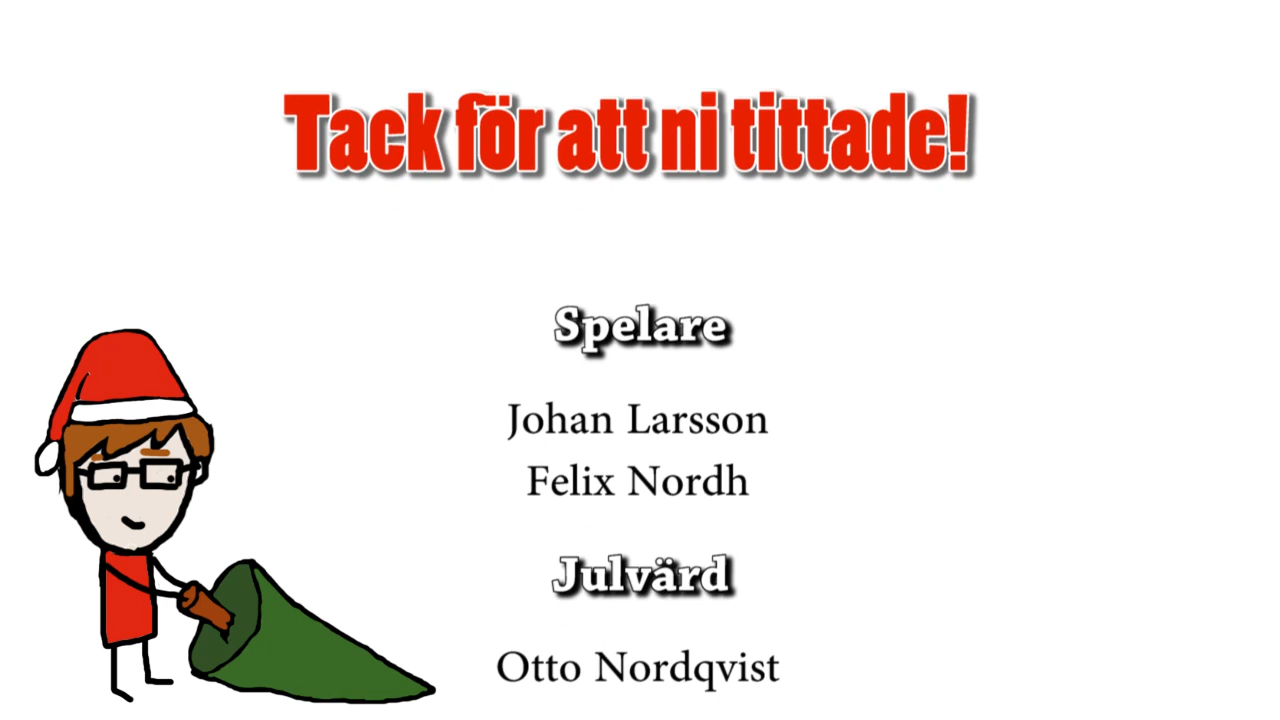 Tack för att ni tittade!
Spelare
Johan Larsson
Felix Nordh
Julvärd
Otto Nordqvist